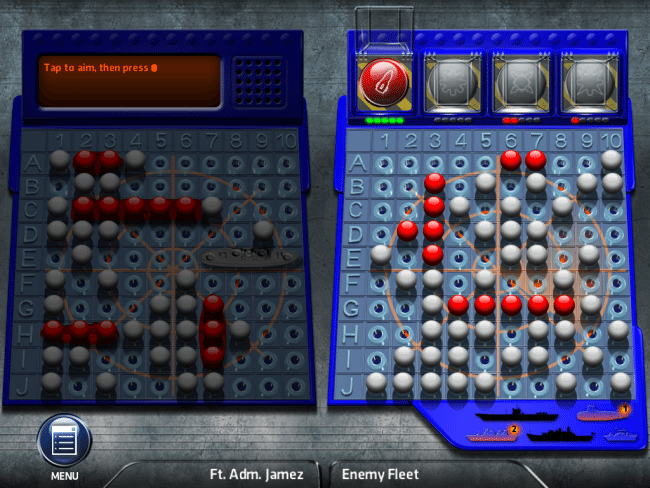 Tap to aim, then press
1 2 3 4 5 6 7 8 9 10
A
B
C
D
E
F
G
H
I
J
1 2 3 4 5 6 7 8 9 10
A
B
C
D
E
F
G
H
I
J
1
2
MENU
Ft. Adm. Jamez
Enemy Fleet